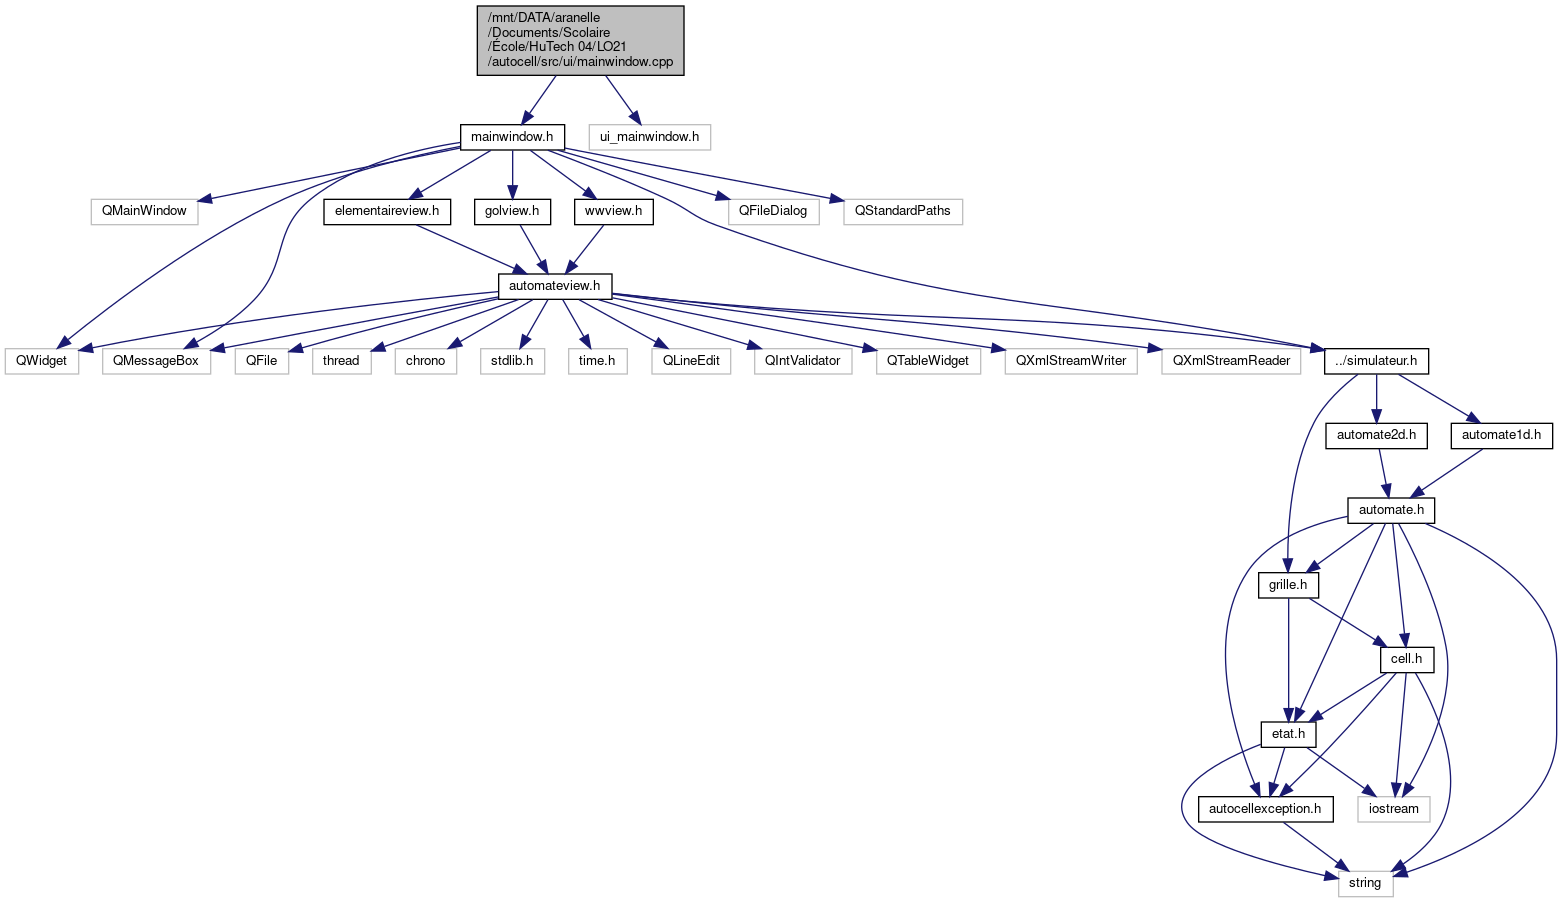 /mnt/DATA/aranelle
/Documents/Scolaire
/École/HuTech 04/LO21
/autocell/src/ui/mainwindow.cpp
mainwindow.h
ui_mainwindow.h
QMainWindow
elementaireview.h
golview.h
wwview.h
QFileDialog
QStandardPaths
automateview.h
QWidget
QMessageBox
QFile
thread
chrono
stdlib.h
time.h
QLineEdit
QIntValidator
QTableWidget
QXmlStreamWriter
QXmlStreamReader
../simulateur.h
automate2d.h
automate1d.h
automate.h
grille.h
cell.h
etat.h
autocellexception.h
iostream
string